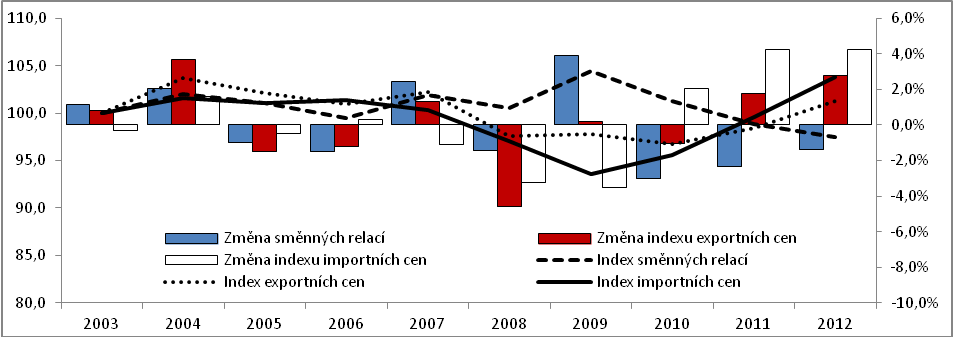 110,0
105,0
100,0
95,0
90,0
85,0
80,0
6,0%
4,0%
2,0%
0,0%
-2,0%
-4,0%
-6,0%
-8,0%
-10,0%
Změna směnných relací
Změna indexu exportních cen
Změna indexu importních cen
Index směnných relací
Index exportních cen
Index importních cen
2003 2004 2005 2006 2007 2008 2009 2010 2011 2012